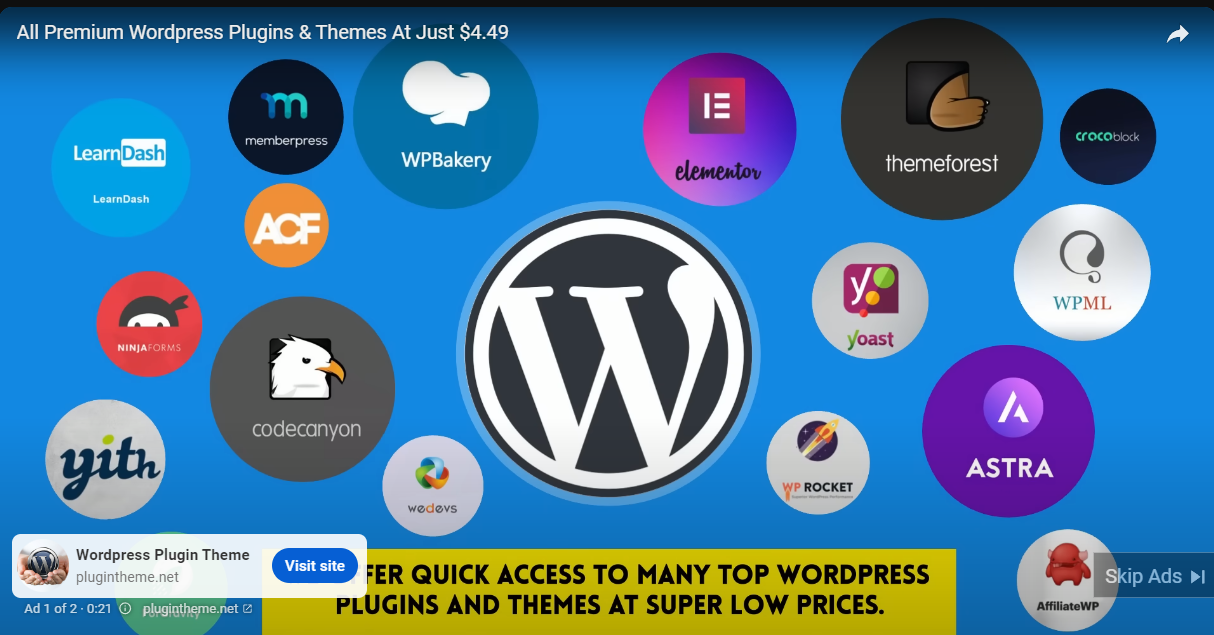 All Premium Wordpress Plugins & Themes At Just $4.49
LearnDash
LearnDash
m
memberpress
WPBakery
E
elementor
themeforest
crocoblock
ACF
W
NINJAFORMS
codecanyon
y
yoast
WPML
yith
wedevs
WP ROCKET
Superior WordPress Performance
ASTRA
AffiliateWP
Wordpress Plugin Theme
plugintheme.net
Visit site
FER QUICK ACCESS TO MANY TOP WORDPRESS
PLUGINS AND THEMES AT SUPER LOW PRICES.
Skip Ads
Ad 1 of 2 · 0:21
plugintheme.net